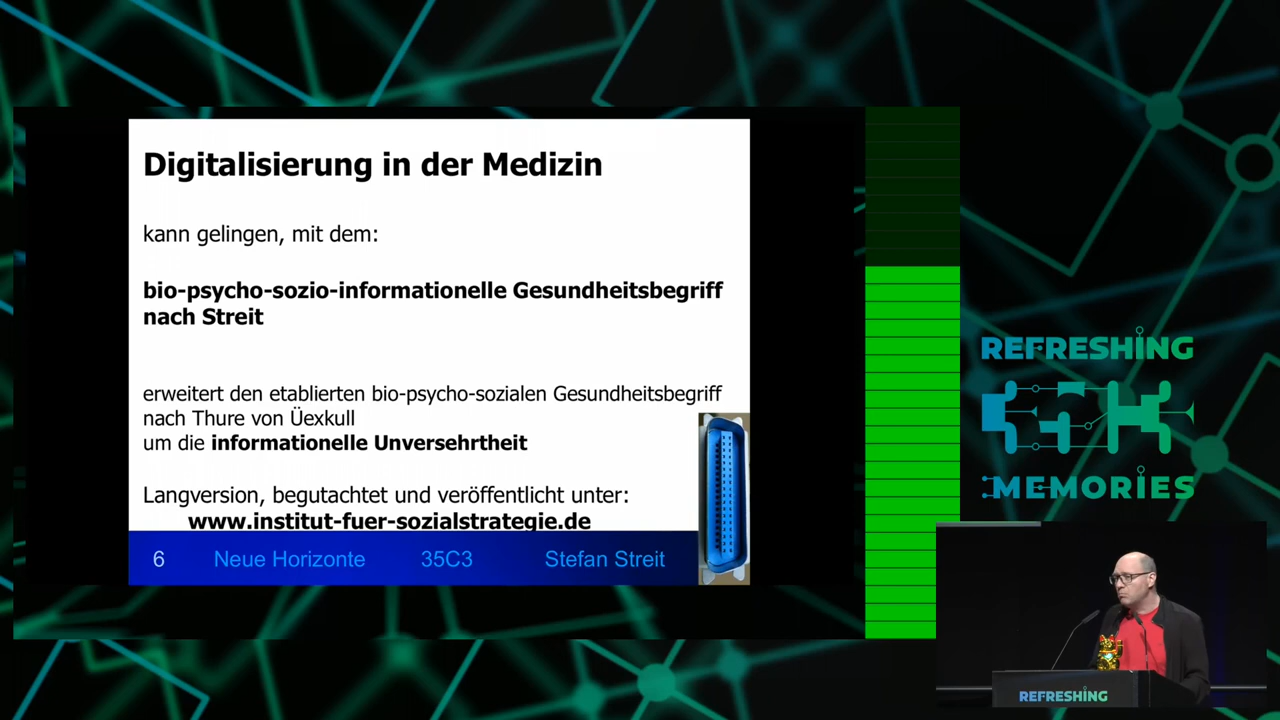 Digitalisierung in der Medizin
kann gelingen, mit dem:
bio-psycho-sozio-informationelle Gesundheitsbegriff
nach Streit
erweitert den etablierten bio-psycho-sozialen Gesundheitsbegriff
nach Thure von Üexkull
um die informationelle Unversehrtheit
Langversion, begutachtet und veröffentlicht unter:
www.institut-fuer-sozialstrategie.de
6 Neue Horizonte 35C3 Stefan Streit
REFRESHING
35C3
MEMORIES
REFRESHING